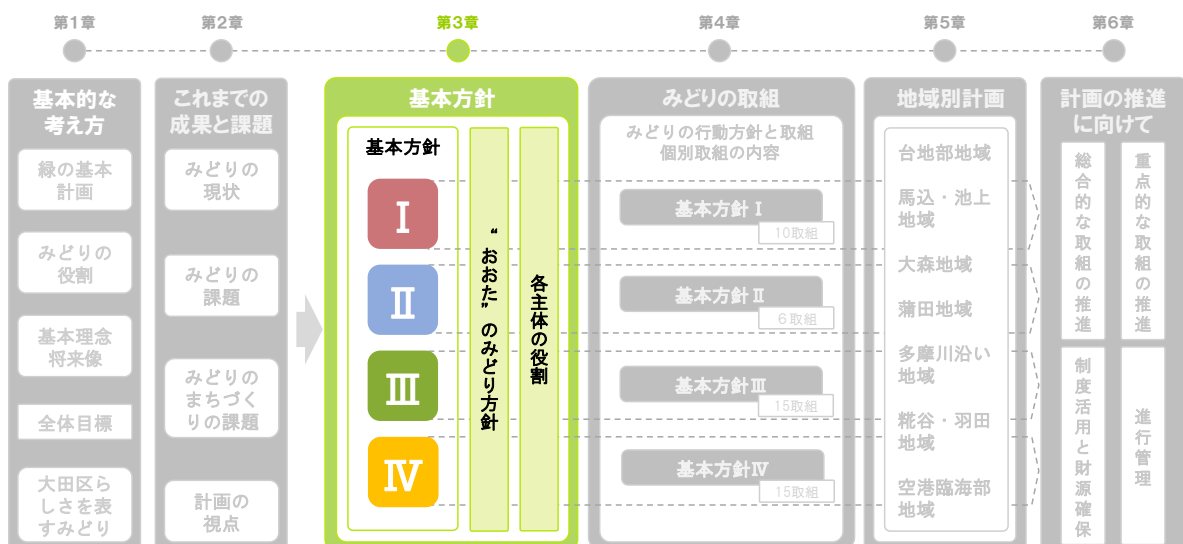 第1章
第2章
第3章
第4章
第5章
第6章
基本的な
考え方
緑の基本
計画
みどりの
役割
基本理念
将来像
全体目標
大田区ら
しさを表
すみどり
これまでの
成果と課題
みどりの
現状
みどりの
課題
みどりの
まちづく
りの課題
計画の
視点
基本方針
基本方針
Ⅰ
Ⅱ
Ⅲ
Ⅳ
“おおた”のみどり方針
各主体の役割
みどりの取組
みどりの行動方針と取組
個別取組の内容
基本方針Ⅰ
10取組
基本方針Ⅱ
6取組
基本方針Ⅲ
15取組
基本方針Ⅳ
15取組
地域別計画
台地部地域
馬込・池上
地域
大森地域
蒲田地域
多摩川沿い
地域
糀谷・羽田
地域
空港臨海部
地域
計画の推進
に向けて
総合的な取組の推進
重点的な取組の推進
制度活用と財源確保
進行管理